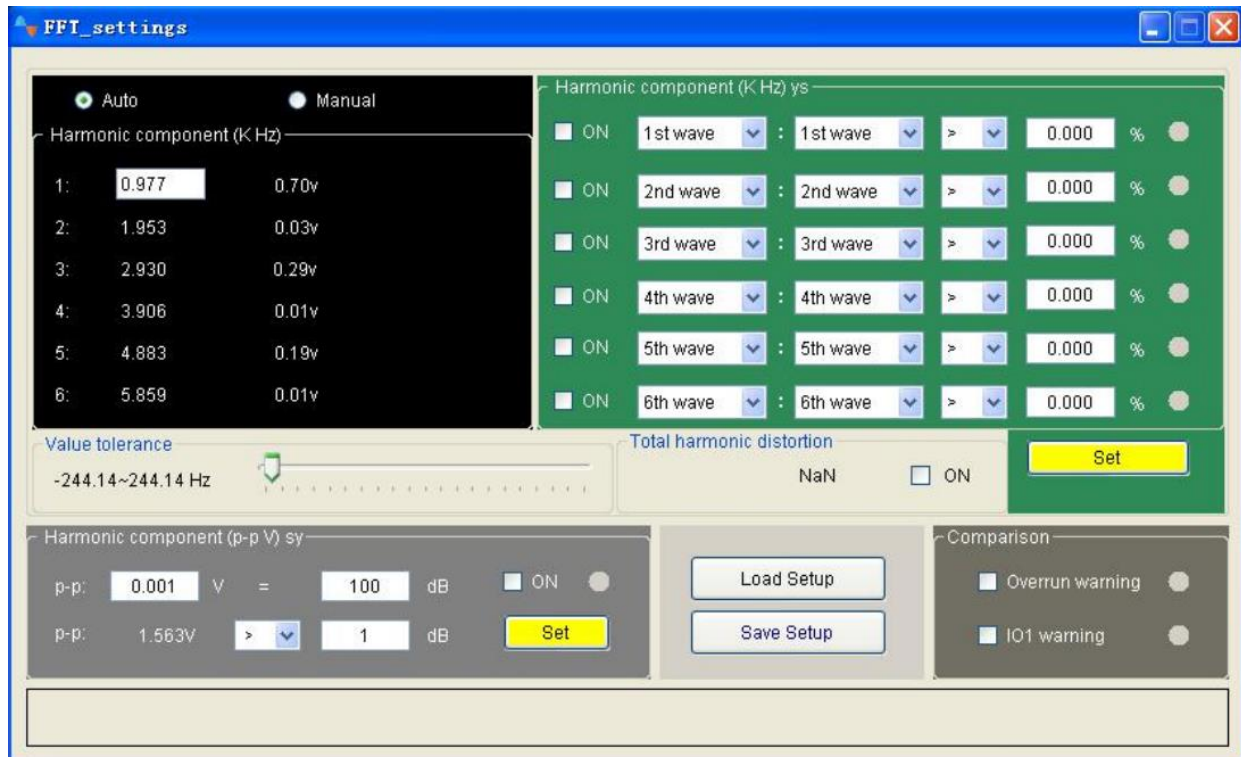 FFT_settings
Auto Manual
Harmonic component (K Hz)
1: 0.977 0.70v
2: 1.953 0.03v
3: 2.930 0.29v
4: 3.906 0.01v
5: 4.883 0.19v
6: 5.859 0.01v
Harmonic component (K Hz) ys
ON 1st wave : 1st wave > 0.000 %
ON 2nd wave : 2nd wave > 0.000 %
ON 3rd wave : 3rd wave > 0.000 %
ON 4th wave : 4th wave > 0.000 %
ON 5th wave : 5th wave > 0.000 %
ON 6th wave : 6th wave > 0.000 %
Value tolerance
-244.14~244.14 Hz
Total harmonic distortion
NaN ON
Set
Harmonic component (p-p V) sy
p-p: 0.001 V = 100 dB ON
p-p: 1.563V > 1 dB Set
Load Setup
Save Setup
Comparison
Overrun warning
IO1 warning